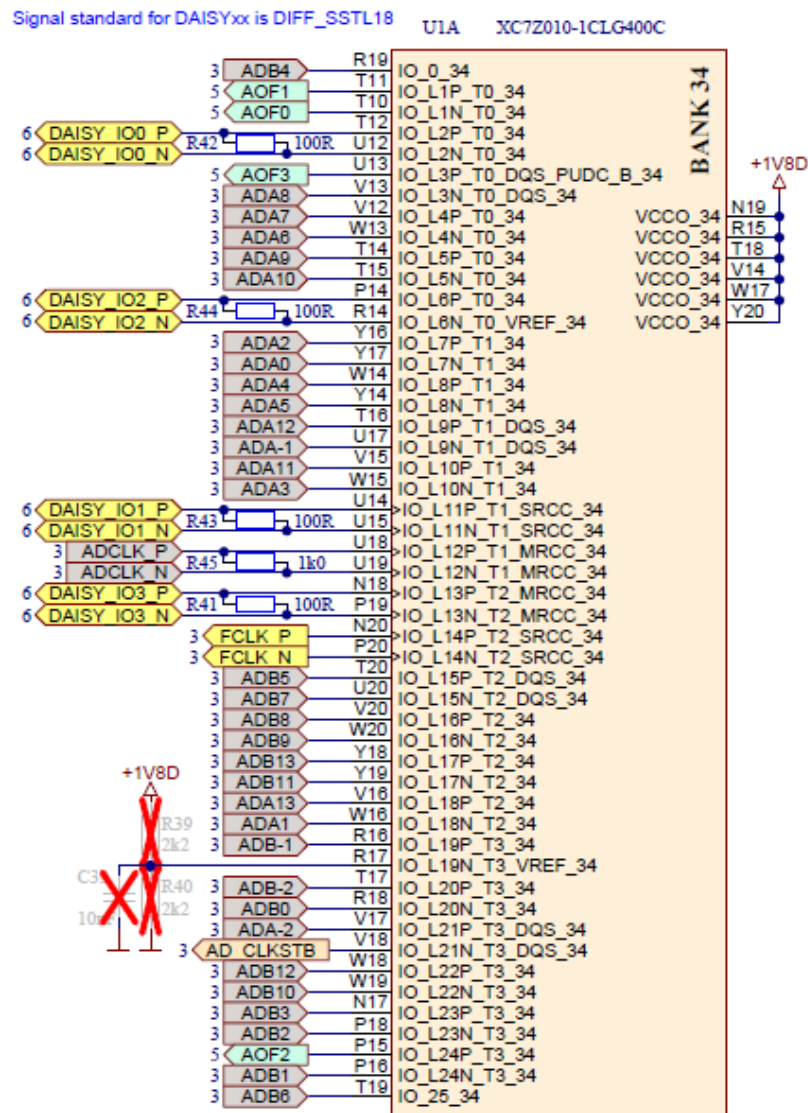 Signal standard for DAISYxx is DIFF_SSTL18
U1A XC7Z010-1CLG400C
BANK 34
3 ADB4 R19 IO_0_34
5 AOF1 T11 IO_L1P_T0_34
5 AOF0 T10 IO_L1N_T0_34
6 DAISY_IO0_P T12 IO_L2P_T0_34
R42 100R
6 DAISY_IO0_N U12 IO_L2N_T0_34
5 AOF3 U13 IO_L3P_T0_DQS_PUDC_B_34
3 ADA8 V13 IO_L3N_T0_DQS_34
3 ADA7 V12 IO_L4P_T0_34
3 ADA6 W13 IO_L4N_T0_34
3 ADA9 T14 IO_L5P_T0_34
3 ADA10 T15 IO_L5N_T0_34
6 DAISY_IO2_P P14 IO_L6P_T0_34
R44 100R
6 DAISY_IO2_N R14 IO_L6N_T0_VREF_34
3 ADA2 Y16 IO_L7P_T1_34
3 ADA0 Y17 IO_L7N_T1_34
3 ADA4 W14 IO_L8P_T1_34
3 ADA5 Y14 IO_L8N_T1_34
3 ADA12 T16 IO_L9P_T1_DQS_34
3 ADA-1 U17 IO_L9N_T1_DQS_34
3 ADA11 V15 IO_L10P_T1_34
3 ADA3 W15 IO_L10N_T1_34
6 DAISY_IO1_P U14 IO_L11P_T1_SRCC_34
R43 100R
6 DAISY_IO1_N U15 IO_L11N_T1_SRCC_34
3 ADCLK_P U18 IO_L12P_T1_MRCC_34
R45 1k0
3 ADCLK_N U19 IO_L12N_T1_MRCC_34
6 DAISY_IO3_P N18 IO_L13P_T2_MRCC_34
R41 100R
6 DAISY_IO3_N P19 IO_L13N_T2_MRCC_34
3 FCLK_P N20 IO_L14P_T2_SRCC_34
3 FCLK_N P20 IO_L14N_T2_SRCC_34
3 ADB5 T20 IO_L15P_T2_DQS_34
3 ADB7 U20 IO_L15N_T2_DQS_34
3 ADB8 V20 IO_L16P_T2_34
3 ADB9 W20 IO_L16N_T2_34
3 ADB13 Y18 IO_L17P_T2_34
3 ADB11 Y19 IO_L17N_T2_34
3 ADA13 V16 IO_L18P_T2_34
3 ADA1 W16 IO_L18N_T2_34
3 ADB-1 R16 IO_L19P_T3_34
R17 IO_L19N_T3_VREF_34
3 ADB-2 T17 IO_L20P_T3_34
3 ADB0 R18 IO_L20N_T3_34
3 ADA-2 V17 IO_L21P_T3_DQS_34
3 AD_CLKSTB V18 IO_L21N_T3_DQS_34
3 ADB12 W18 IO_L22P_T3_34
3 ADB10 W19 IO_L22N_T3_34
3 ADB3 N17 IO_L23P_T3_34
3 ADB2 P18 IO_L23N_T3_34
5 AOF2 P15 IO_L24P_T3_34
3 ADB1 P16 IO_L24N_T3_34
3 ADB6 T19 IO_25_34
+1V8D
R39
2k2
R40
2k2
+1V8D
VCCO_34 N19
VCCO_34 R15
VCCO_34 T18
VCCO_34 V14
VCCO_34 W17
VCCO_34 Y20